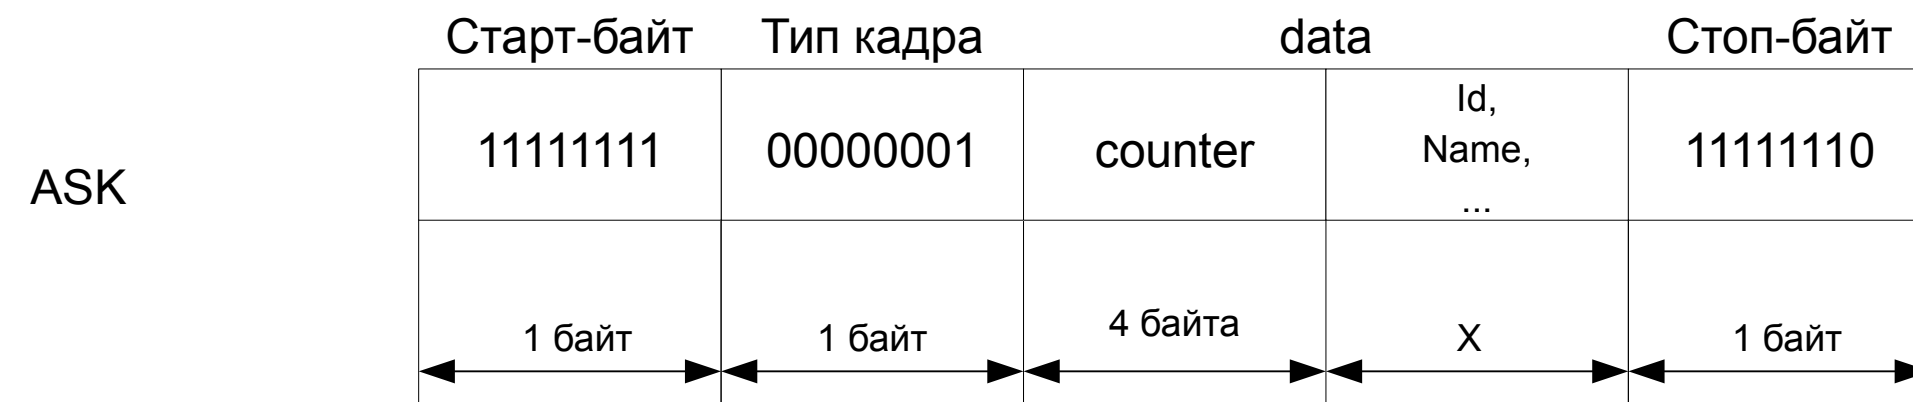 Старт-байт Тип кадра data Стоп-байт
ASK
11111111 00000001 counter Id, 11111110
Name,
...
1 байт 1 байт 4 байта X 1 байт